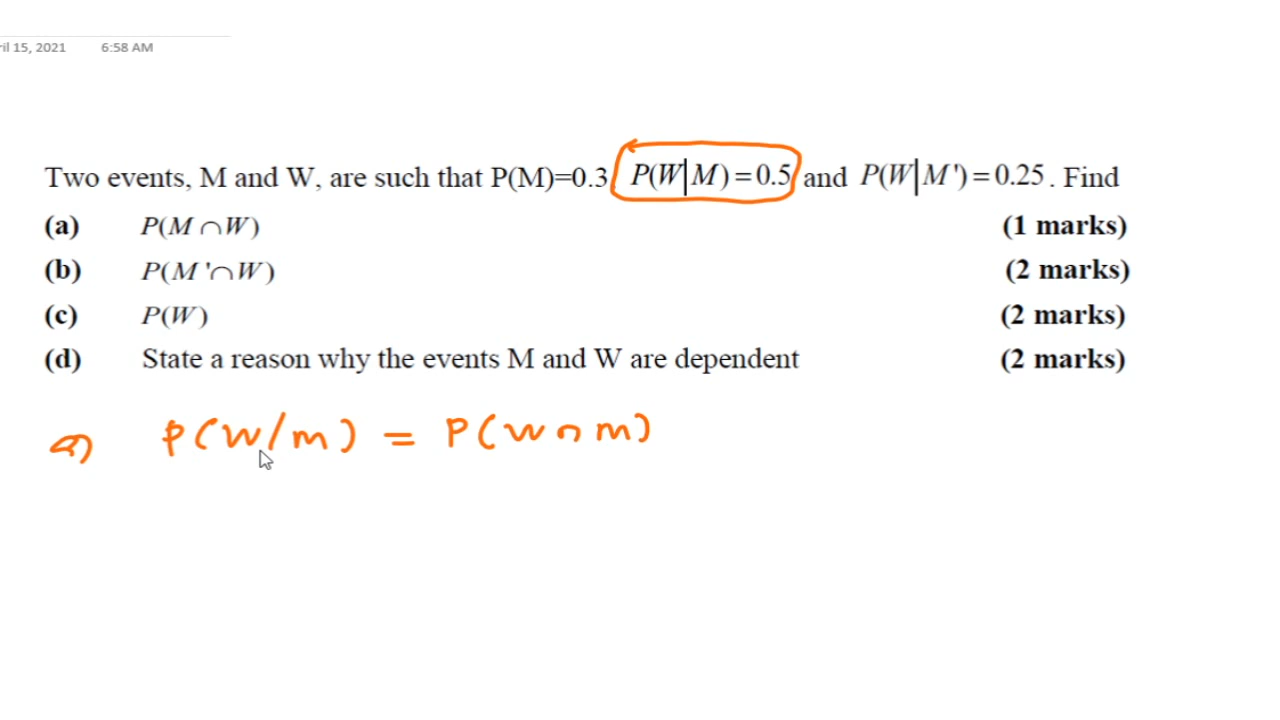 ril 15, 2021 6:58 AM
Two events, M and W, are such that P(M)=0.3 P(W|M)=0.5 and P(W|M')=0.25. Find
(a) P(M∩W) (1 marks)
(b) P(M'∩W) (2 marks)
(c) P(W) (2 marks)
(d) State a reason why the events M and W are dependent (2 marks)
a) P(W/m) = P(W∩m)